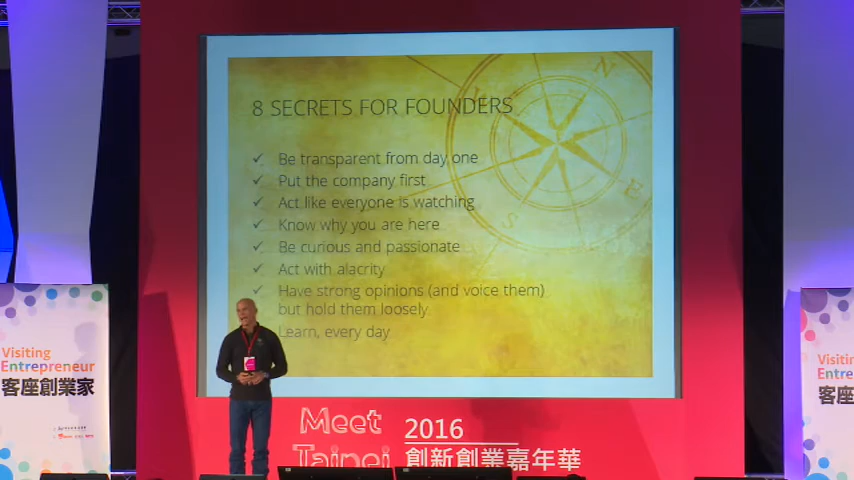 8 SECRETS FOR FOUNDERS
✓ Be transparent from day one
✓ Put the company first
✓ Act like everyone is watching
✓ Know why you are here
✓ Be curious and passionate
✓ Act with alacrity
✓ Have strong opinions (and voice them)
but hold them loosely
Learn, every day
Visiting
Entrepreneur
客座創業家
Meet
Taipei
2016
創新創業嘉年華
Visiting
Entre
客座